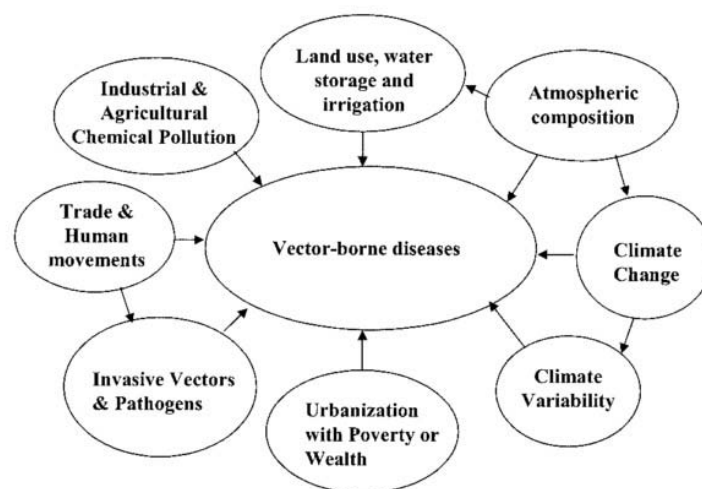 Land use, water
storage and
irrigation
Industrial &
Agricultural
Chemical Pollution
Atmospheric
composition
Trade &
Human
movements
Vector-borne diseases
Climate
Change
Invasive Vectors
& Pathogens
Urbanization
with Poverty or
Wealth
Climate
Variability